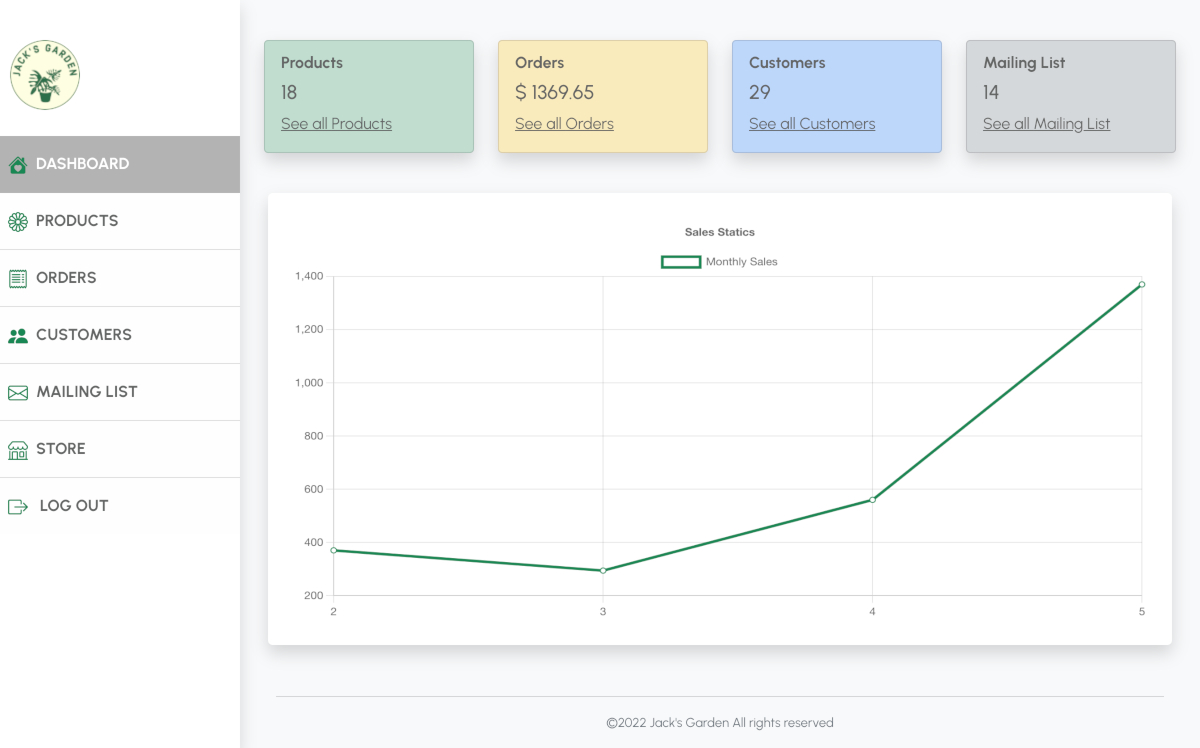 JACK'S GARDEN
DASHBOARD
PRODUCTS
ORDERS
CUSTOMERS
MAILING LIST
STORE
LOG OUT
Products
18
See all Products
Orders
$ 1369.65
See all Orders
Customers
29
See all Customers
Mailing List
14
See all Mailing List
Sales Statics
Monthly Sales
1,400
1,200
1,000
800
600
400
200
2 3 4 5
©2022 Jack's Garden All rights reserved